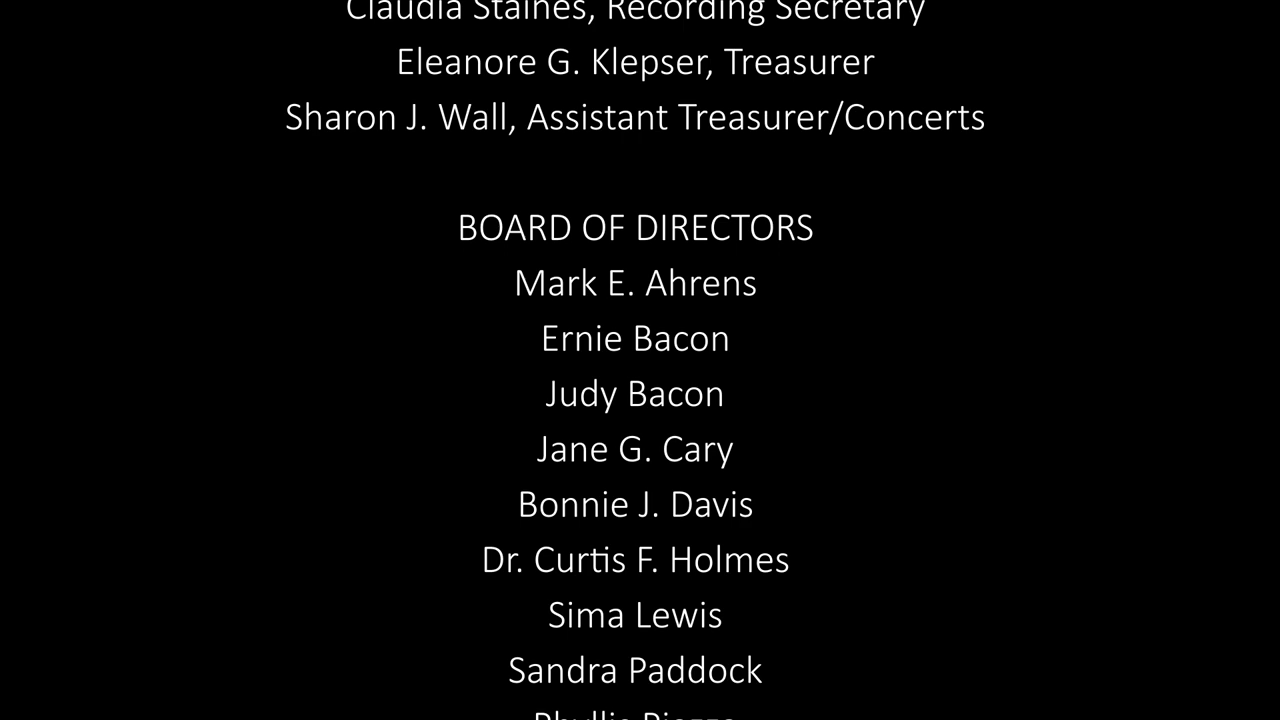 Claudia Staines, Recording Secretary
Eleanore G. Klepser, Treasurer
Sharon J. Wall, Assistant Treasurer/Concerts
BOARD OF DIRECTORS
Mark E. Ahrens
Ernie Bacon
Judy Bacon
Jane G. Cary
Bonnie J. Davis
Dr. Curtis F. Holmes
Sima Lewis
Sandra Paddock
Phyllis